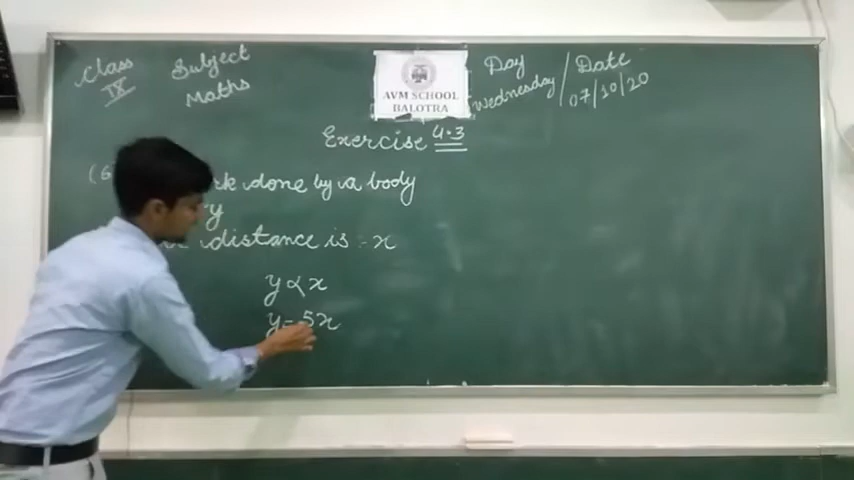 Class Subject Day / Date
IX Maths Wednesday / 07/10/20
AVM SCHOOL
BALOTRA
Exercise 4.3
(6 done by a body
y
distance is - x
y ∝ x
y = 5x